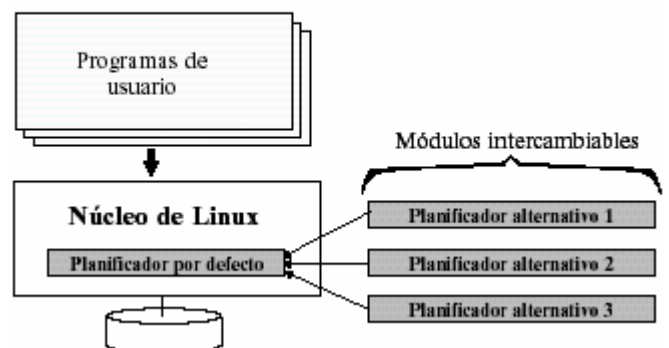 Programas de
usuario
Módulos intercambiables
Núcleo de Linux
Planificador por defecto
Planificador alternativo 1
Planificador alternativo 2
Planificador alternativo 3